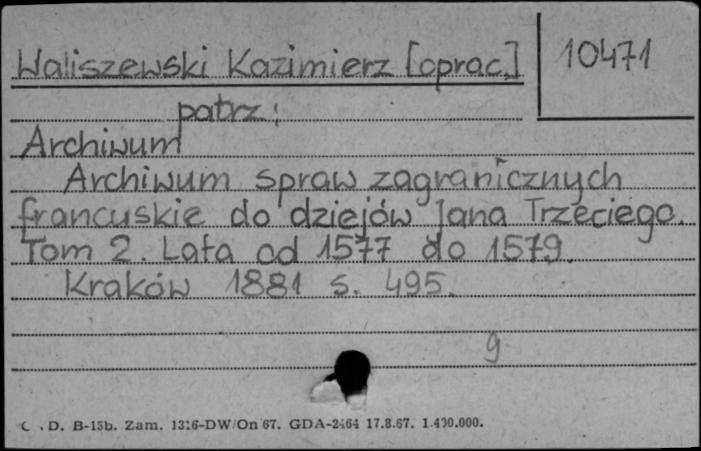 Waliszewski Kazimierz [oprac.]
10471
patrz:
Archiwum
Archiwum spraw zagranicznych
francuskie do dziejów Jana Trzeciego.
Tom 2. Lata od 1577 do 1579.
Kraków 1881 s. 495.
g
D. B-15b. Zam. 1316-DW/On 67. GDA-2464 17.8.67. 1.400.000.